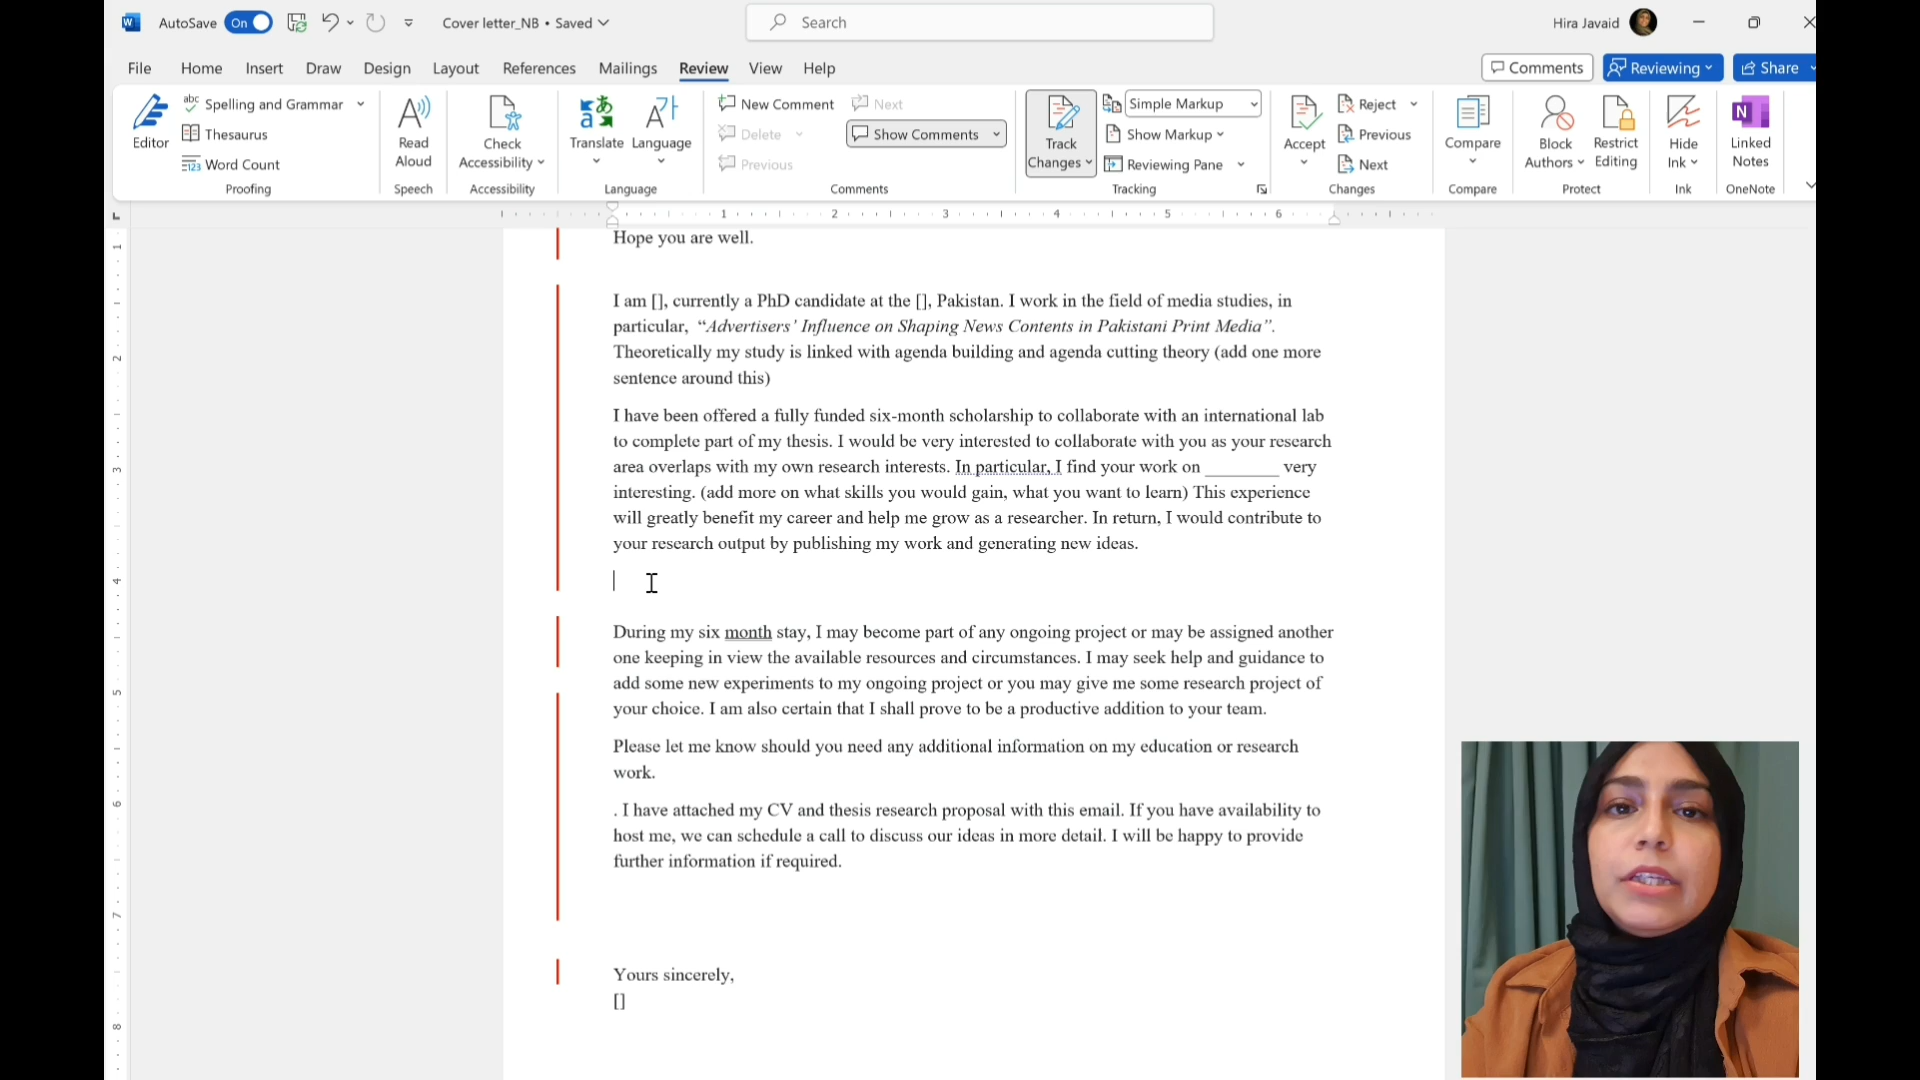 AutoSave On Cover letter_NB • Saved Search Hira Javaid
File Home Insert Draw Design Layout References Mailings Review View Help Comments Reviewing Share
Editor
abc Spelling and Grammar
Thesaurus
123 Word Count
Proofing
Read
Aloud
Speech
Check
Accessibility
Accessibility
Translate
Language
Language
New Comment
Delete
Previous
Next
Show Comments
Comments
Track
Changes
Simple Markup
Show Markup
Reviewing Pane
Tracking
Accept
Reject
Previous
Next
Changes
Compare
Compare
Block
Authors
Restrict
Editing
Protect
Hide
Ink
Ink
N
Linked
Notes
OneNote
1 2 3 4 5 6
1
2
3
4
5
6
7
8
Hope you are well.
I am [], currently a PhD candidate at the [], Pakistan. I work in the field of media studies, in
particular, “Advertisers’ Influence on Shaping News Contents in Pakistani Print Media”.
Theoretically my study is linked with agenda building and agenda cutting theory (add one more
sentence around this)
I have been offered a fully funded six-month scholarship to collaborate with an international lab
to complete part of my thesis. I would be very interested to collaborate with you as your research
area overlaps with my own research interests. In particular, I find your work on ________ very
interesting. (add more on what skills you would gain, what you want to learn) This experience
will greatly benefit my career and help me grow as a researcher. In return, I would contribute to
your research output by publishing my work and generating new ideas.
During my six month stay, I may become part of any ongoing project or may be assigned another
one keeping in view the available resources and circumstances. I may seek help and guidance to
add some new experiments to my ongoing project or you may give me some research project of
your choice. I am also certain that I shall prove to be a productive addition to your team.
Please let me know should you need any additional information on my education or research
work.
. I have attached my CV and thesis research proposal with this email. If you have availability to
host me, we can schedule a call to discuss our ideas in more detail. I will be happy to provide
further information if required.
Yours sincerely,
[]